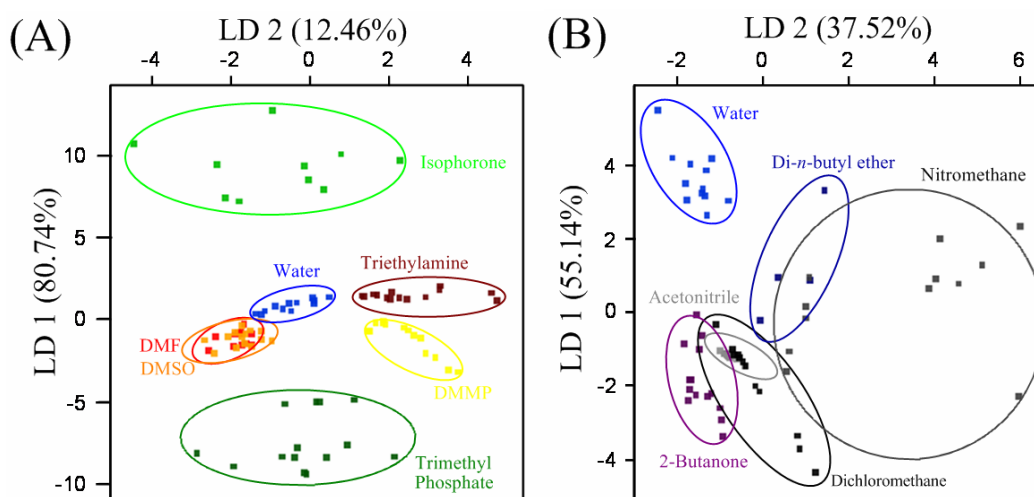 (A)
LD 2 (12.46%)
-4 -2 0 2 4
LD 1 (80.74%)
10
5
0
-5
-10
Isophorone
Water
Triethylamine
DMF
DMSO
DMMP
Trimethyl
Phosphate
(B)
LD 2 (37.52%)
-2 0 2 4 6
LD 1 (55.14%)
4
2
0
-2
-4
Water
Di-n-butyl ether
Nitromethane
Acetonitrile
2-Butanone
Dichloromethane